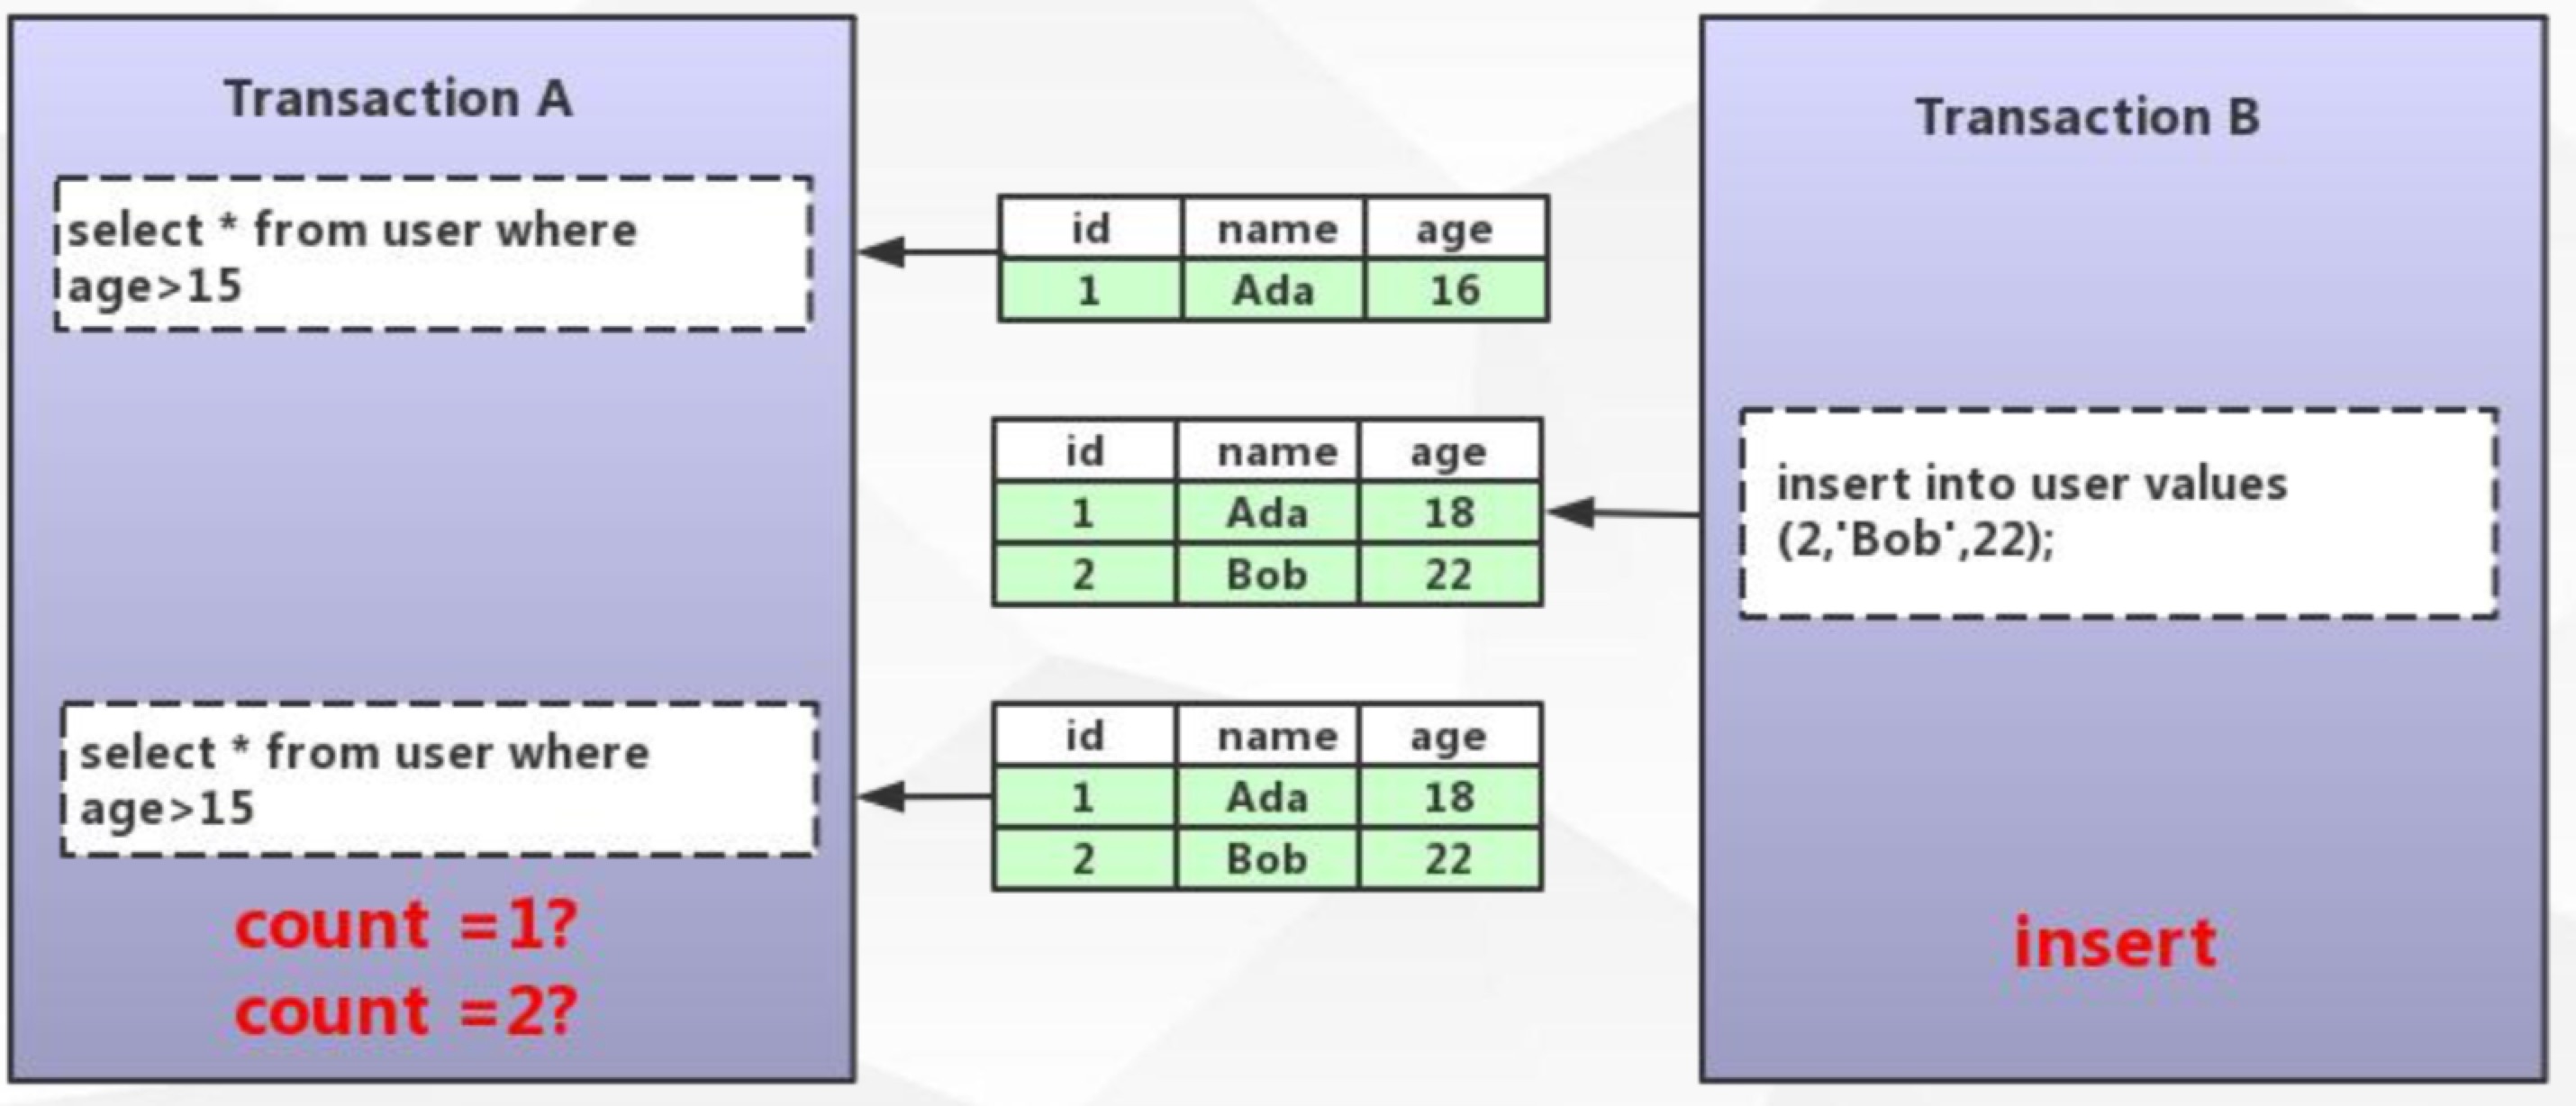 Transaction A
select * from user where
age>15
id name age
1 Ada 16
Transaction B
id name age
1 Ada 18
2 Bob 22
insert into user values
(2,'Bob',22);
select * from user where
age>15
id name age
1 Ada 18
2 Bob 22
count =1?
count =2?
insert